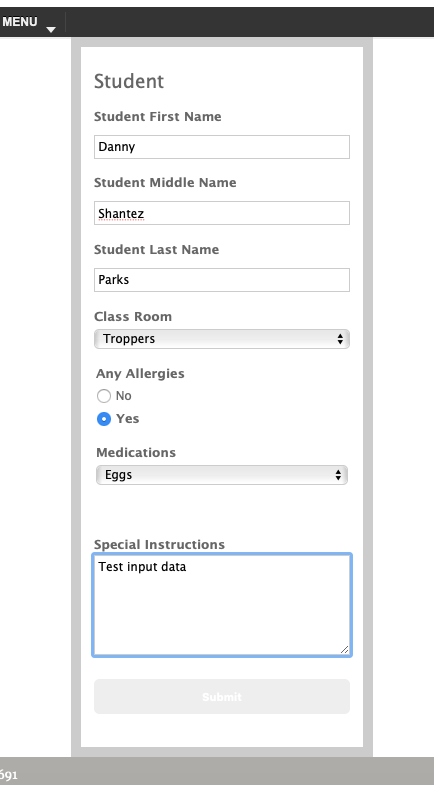 MENU
Student
Student First Name
Danny
Student Middle Name
Shantez
Student Last Name
Parks
Class Room
Troppers
Any Allergies
No
Yes
Medications
Eggs
Special Instructions
Test input data
Submit
691